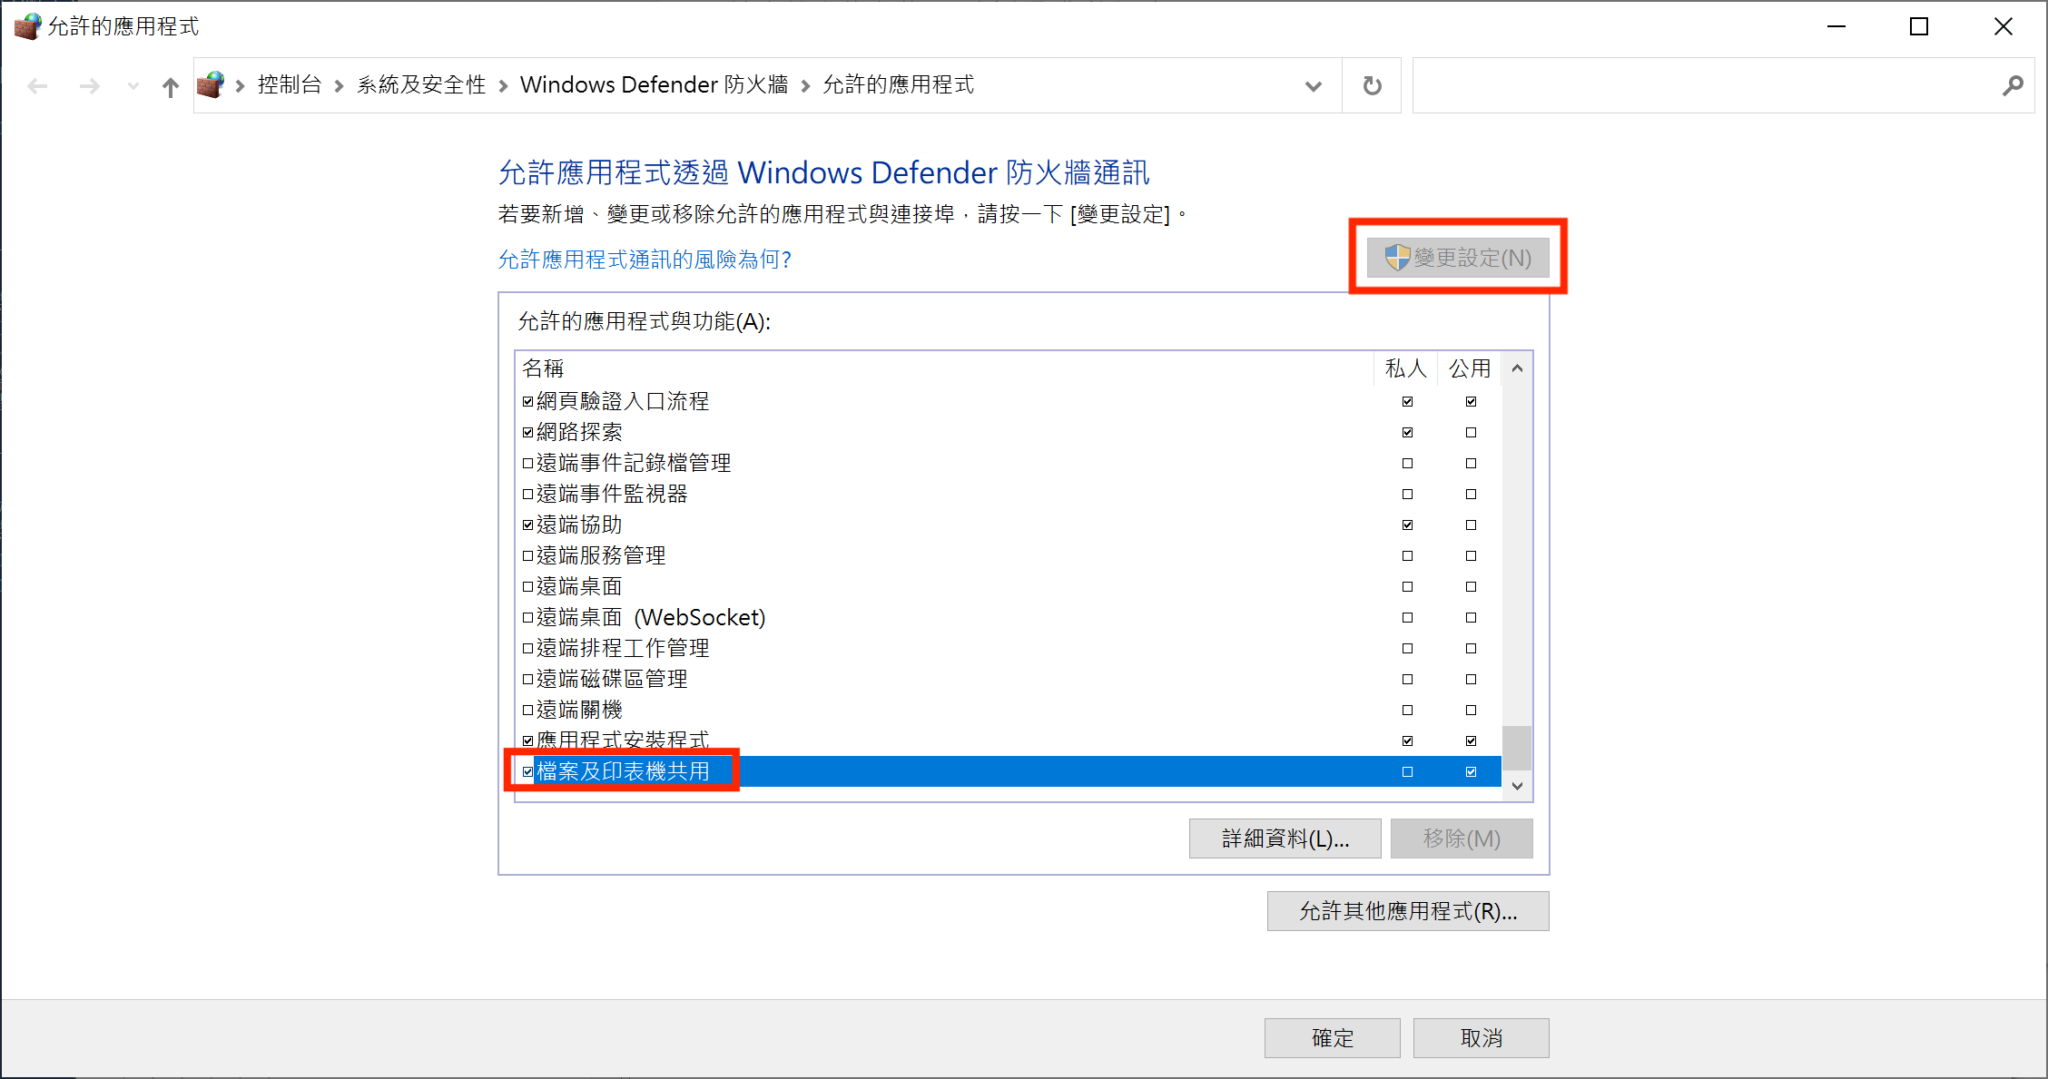 允許的應用程式
控制台 系統及安全性 Windows Defender 防火牆 允許的應用程式
允許應用程式透過 Windows Defender 防火牆通訊
若要新增、變更或移除允許的應用程式與連接埠，請按一下 [變更設定]。
允許應用程式通訊的風險為何?
變更設定(N)
允許的應用程式與功能(A):
名稱 私人 公用
網頁驗證入口流程
網路探索
遠端事件記錄檔管理
遠端事件監視器
遠端協助
遠端服務管理
遠端桌面
遠端桌面 (WebSocket)
遠端排程工作管理
遠端磁碟區管理
遠端關機
應用程式安裝程式
檔案及印表機共用
詳細資料(L)... 移除(M)
允許其他應用程式(R)...
確定 取消